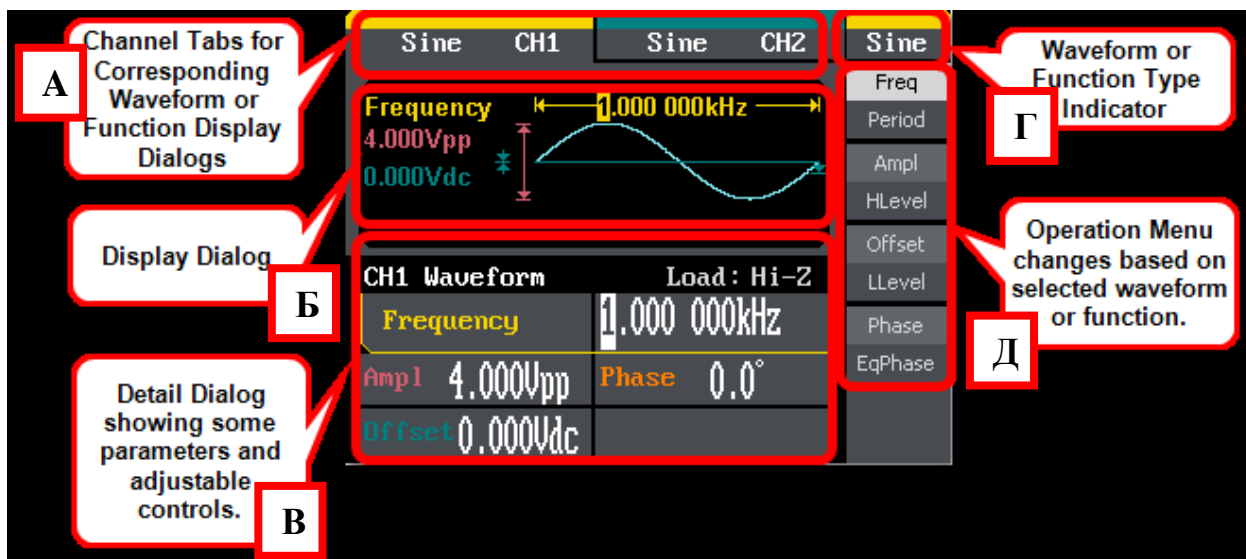 Channel Tabs for
Corresponding
Waveform or
Function Display
Dialogs
А
Sine CH1
Sine CH2
Sine
Waveform or
Function Type
Indicator
Г
Frequency
1.000 000kHz
4.000Vpp
0.000Vdc
Display Dialog
Б
Freq
Period
Ampl
HLevel
Offset
LLevel
Phase
EqPhase
Operation Menu
changes based on
selected waveform
or function.
Д
CH1 Waveform
Load: Hi-Z
Frequency
1.000 000kHz
Ampl 4.000Vpp
Phase 0.0°
Offset 0.000Vdc
Detail Dialog
showing some
parameters and
adjustable
controls.
В